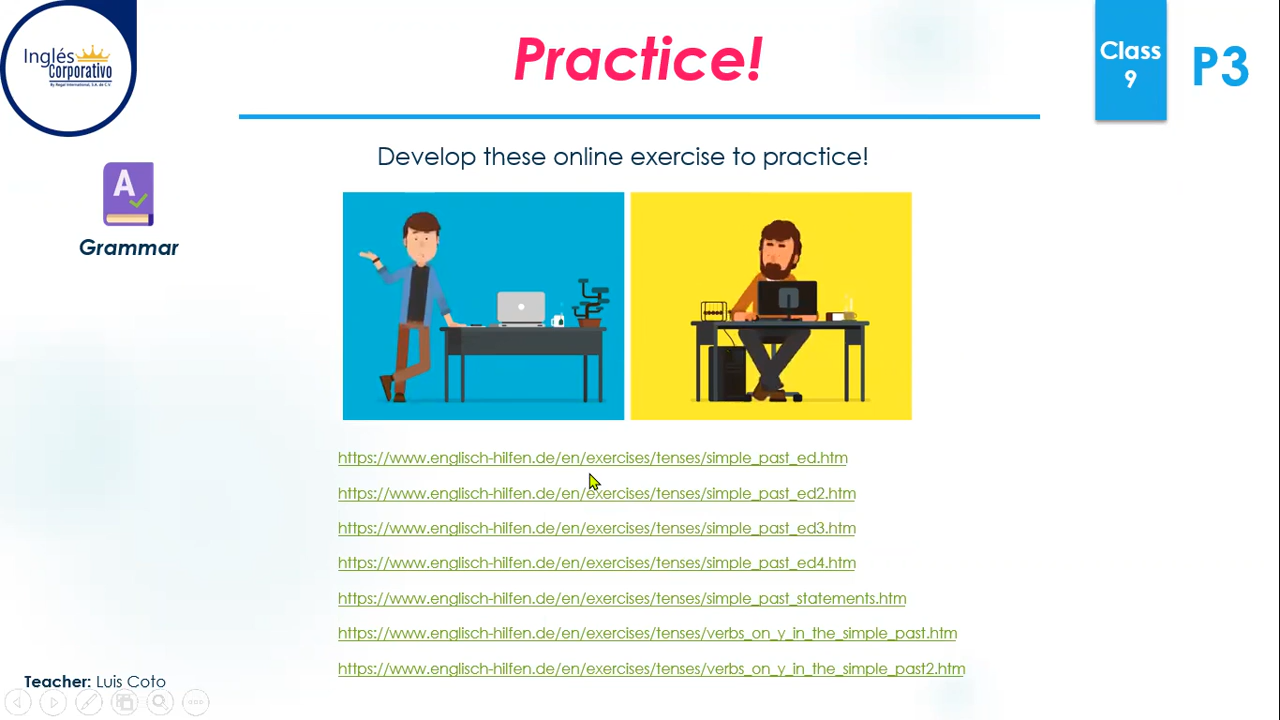 Inglés
Corporativo
By Regal International, S.A. de C.V.
Practice!
Class
9
P3
Develop these online exercise to practice!
A
Grammar
https://www.englisch-hilfen.de/en/exercises/tenses/simple_past_ed.htm
https://www.englisch-hilfen.de/en/exercises/tenses/simple_past_ed2.htm
https://www.englisch-hilfen.de/en/exercises/tenses/simple_past_ed3.htm
https://www.englisch-hilfen.de/en/exercises/tenses/simple_past_ed4.htm
https://www.englisch-hilfen.de/en/exercises/tenses/simple_past_statements.htm
https://www.englisch-hilfen.de/en/exercises/tenses/verbs_on_y_in_the_simple_past.htm
https://www.englisch-hilfen.de/en/exercises/tenses/verbs_on_y_in_the_simple_past2.htm
Teacher: Luis Coto